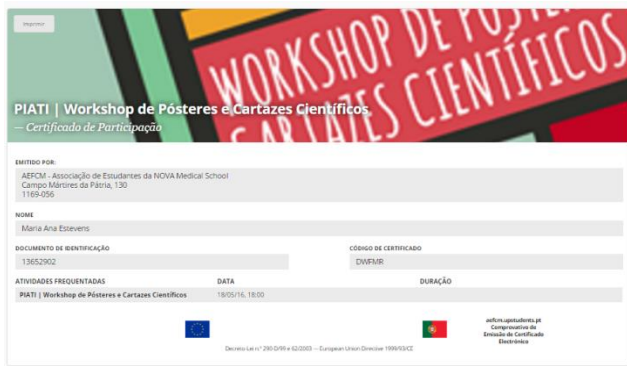 Imprimir
WORKSHOP DE PÓSTERES
CARTAZES CIENTÍFICOS
PIATI | Workshop de Pósteres e Cartazes Científicos
— Certificado de Participação
EMITIDO POR:
AEFCM - Associação de Estudantes da NOVA Medical School
Campo Mártires da Pátria, 130
1169-056
NOME
Maria Ana Estevens
DOCUMENTO DE IDENTIFICAÇÃO CÓDIGO DE CERTIFICADO
13652902 DWFMR
ATIVIDADES FREQUENTADAS DATA DURAÇÃO
PIATI | Workshop de Pósteres e Cartazes Científicos 18/05/16, 18:00
aefcm.upstudents.pt
Comprovativo de
Emissão de Certificado
Electrónico
Decreto Lei n.º 290-D/99 e 62/2003 — European Union Directive 1999/93/CE